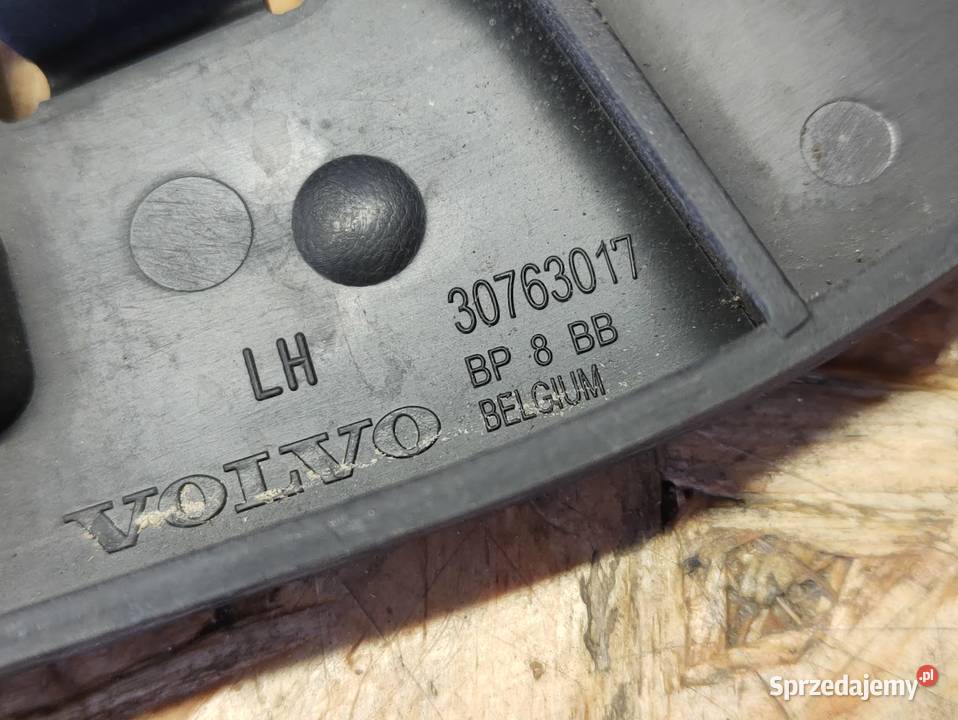 30763017
LH
BP 8 BB
BELGIUM
VOLVO
Sprzedajemy.pl